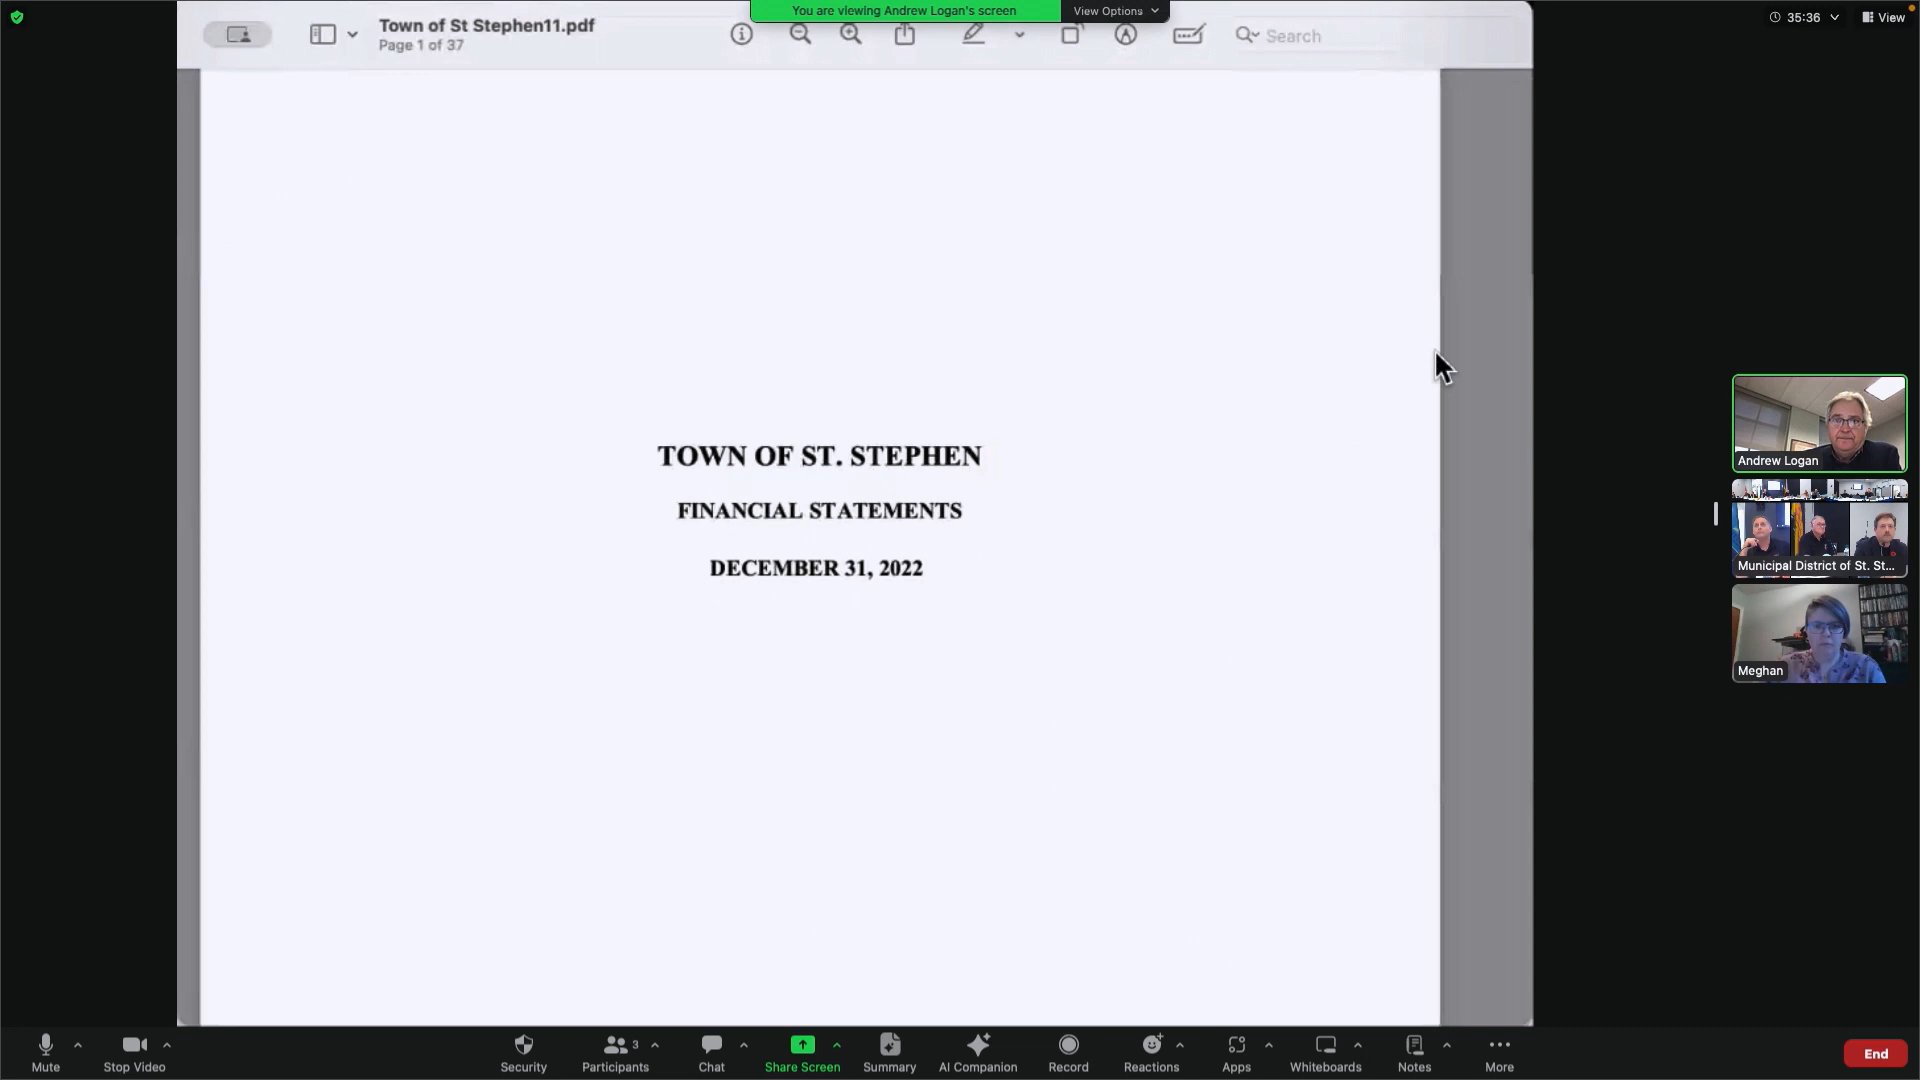 You are viewing Andrew Logan's screen
View Options
35:36
View
Town of St Stephen11.pdf
Page 1 of 37
Search
TOWN OF ST. STEPHEN
FINANCIAL STATEMENTS
DECEMBER 31, 2022
Andrew Logan
Municipal District of St. St...
Meghan
Mute
Stop Video
Security
Participants
3
Chat
Share Screen
Summary
AI Companion
Record
Reactions
Apps
Whiteboards
Notes
More
End